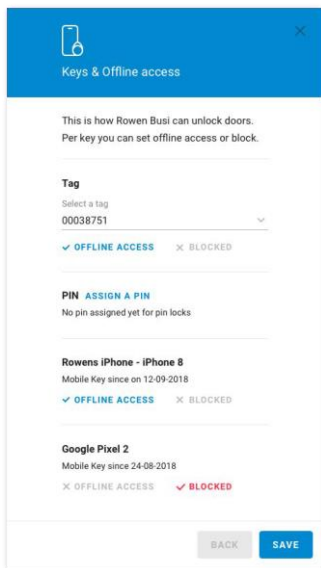 Keys & Offline access
This is how Rowen Busi can unlock doors.
Per key you can set offline access or block.
Tag
Select a tag
00038751
OFFLINE ACCESS BLOCKED
PIN ASSIGN A PIN
No pin assigned yet for pin locks
Rowens iPhone - iPhone 8
Mobile Key since on 12-09-2018
OFFLINE ACCESS BLOCKED
Google Pixel 2
Mobile Key since 24-08-2018
OFFLINE ACCESS BLOCKED
BACK SAVE